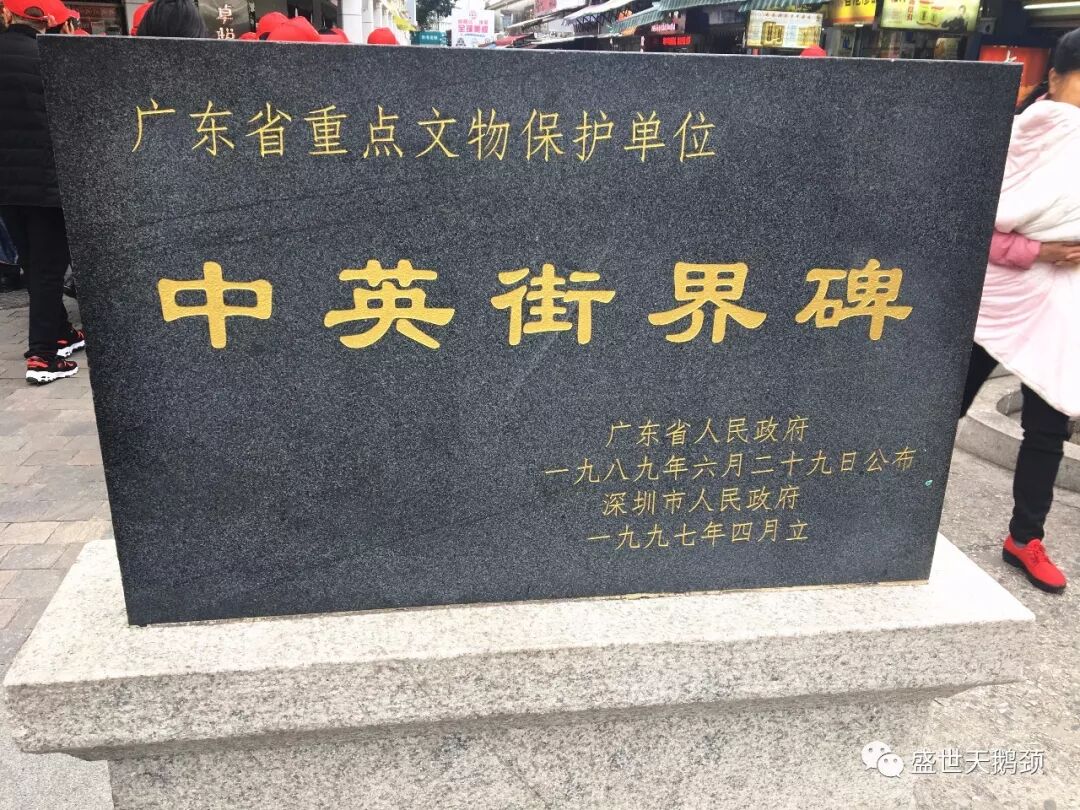 广东省重点文物保护单位
中英街界碑
广东省人民政府
一九八九年六月二十九日公布
深圳市人民政府
一九九七年四月立
盛世天鹅颈